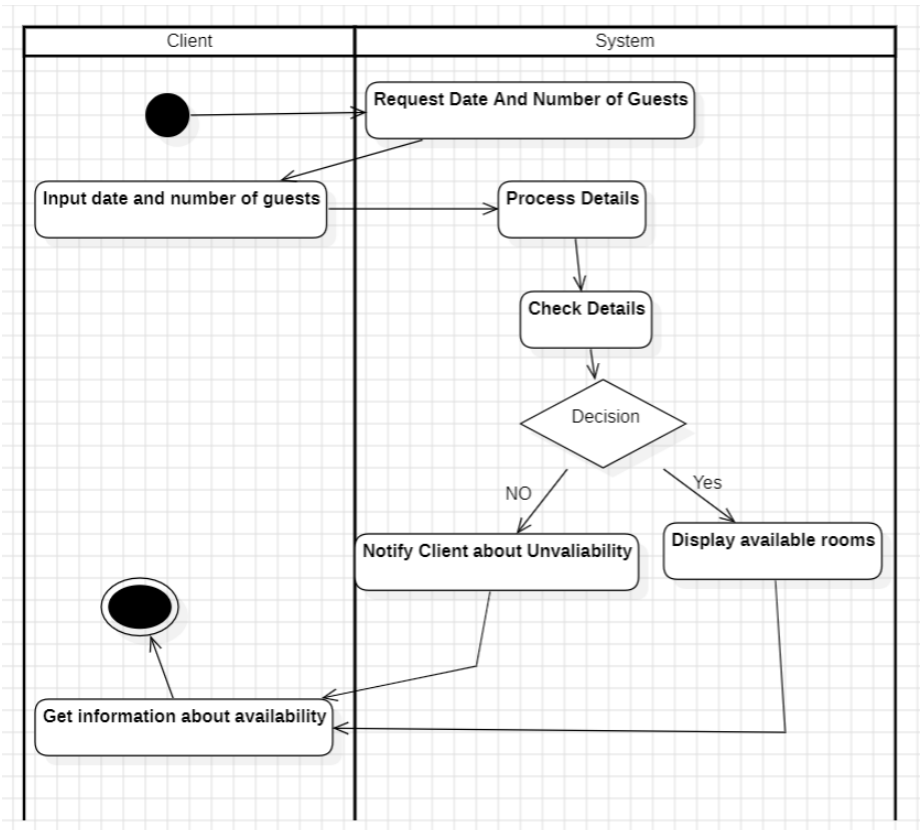 Client
System
Request Date And Number of Guests
Input date and number of guests
Process Details
Check Details
Decision
NO
Yes
Notify Client about Unvaliability
Display available rooms
Get information about availability